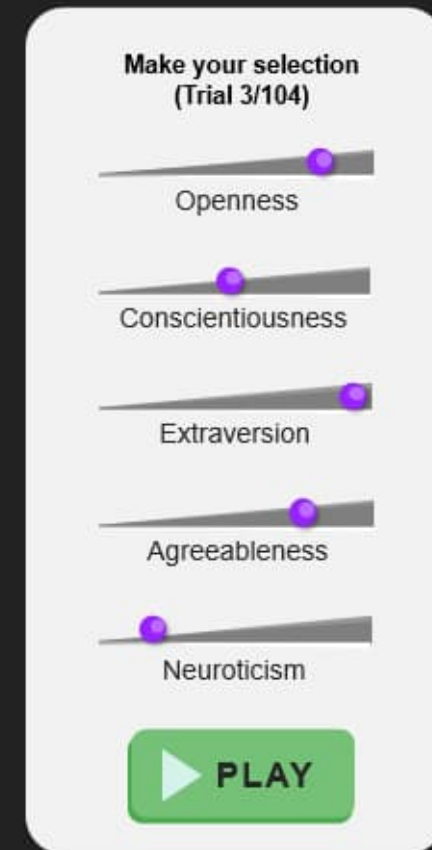 Make your selection
(Trial 3/104)
Openness
Conscientiousness
Extraversion
Agreeableness
Neuroticism
PLAY